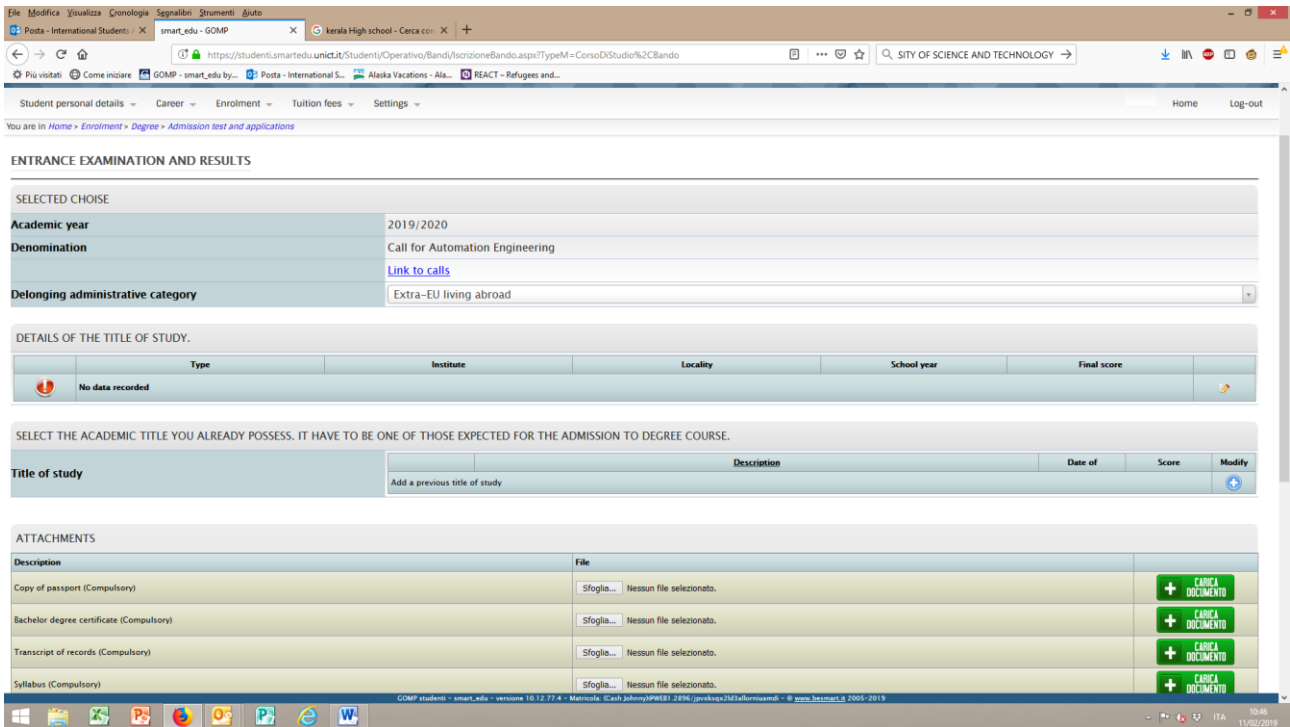 File Modifica Visualizza Cronologia Segnalibri Strumenti Aiuto
Posta - International Students / X smart_edu - GOMP X kerala High school - Cerca con X +
https://studenti.smartedu.unict.it/Studenti/Operativo/Bandi/IscrizioneBando.aspx?TypeM=CorsoDiStudio%2CBando SITY OF SCIENCE AND TECHNOLOGY
Più visitati Come iniziare GOMP - smart_edu by... Posta - International S... Alaska Vacations - Ala... REACT – Refugees and...
Student personal details Career Enrolment Tuition fees Settings Home Log-out
You are in Home » Enrolment » Degree » Admission test and applications
ENTRANCE EXAMINATION AND RESULTS
SELECTED CHOISE
Academic year 2019/2020
Denomination Call for Automation Engineering
Link to calls
Delonging administrative category Extra-EU living abroad
DETAILS OF THE TITLE OF STUDY.
Type Institute Locality School year Final score
No data recorded
SELECT THE ACADEMIC TITLE YOU ALREADY POSSESS. IT HAVE TO BE ONE OF THOSE EXPECTED FOR THE ADMISSION TO DEGREE COURSE.
Title of study
Description Date of Score Modify
Add a previous title of study
ATTACHMENTS
Description File
Copy of passport (Compulsory) Sfoglia... Nessun file selezionato. CARICA DOCUMENTO
Bachelor degree certificate (Compulsory) Sfoglia... Nessun file selezionato. CARICA DOCUMENTO
Transcript of records (Compulsory) Sfoglia... Nessun file selezionato. CARICA DOCUMENTO
Syllabus (Compulsory) Sfoglia... Nessun file selezionato. CARICA DOCUMENTO
GOMP studenti - smart_edu - versione 10.12.77.4 - Matricola: (Cash Johnny) © www.besmart.it 2005-2019
ITA 10:46
11/02/2019